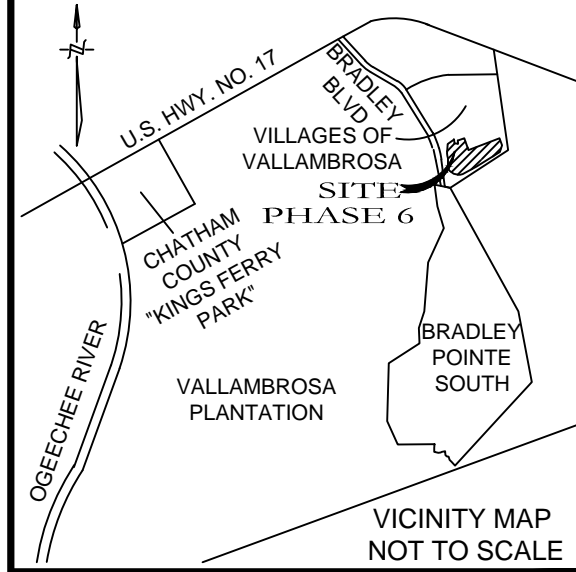 N
U.S. HWY. NO. 17
BRADLEY
BLVD
VILLAGES OF
VALLAMBROSA
SITE
PHASE 6
CHATHAM
COUNTY
"KINGS FERRY
PARK"
OGEECHEE RIVER
VALLAMBROSA
PLANTATION
BRADLEY
POINTE
SOUTH
VICINITY MAP
NOT TO SCALE